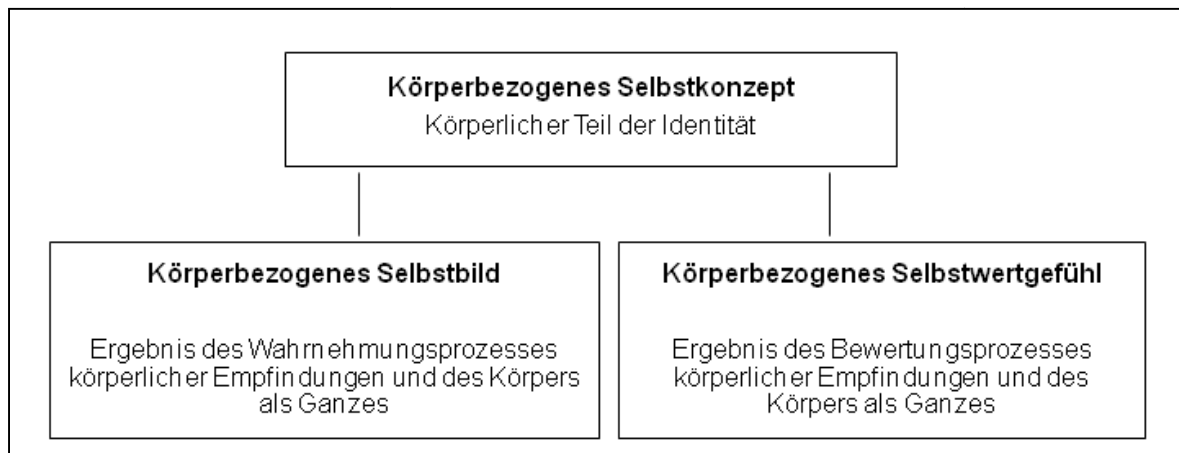 Körperbezogenes Selbstkonzept
Körperlicher Teil der Identität
Körperbezogenes Selbstbild
Ergebnis des Wahrnehmungsprozesses
körperlicher Empfindungen und des Körpers
als Ganzes
Körperbezogenes Selbstwertgefühl
Ergebnis des Bewertungsprozesses
körperlicher Empfindungen und des
Körpers als Ganzes